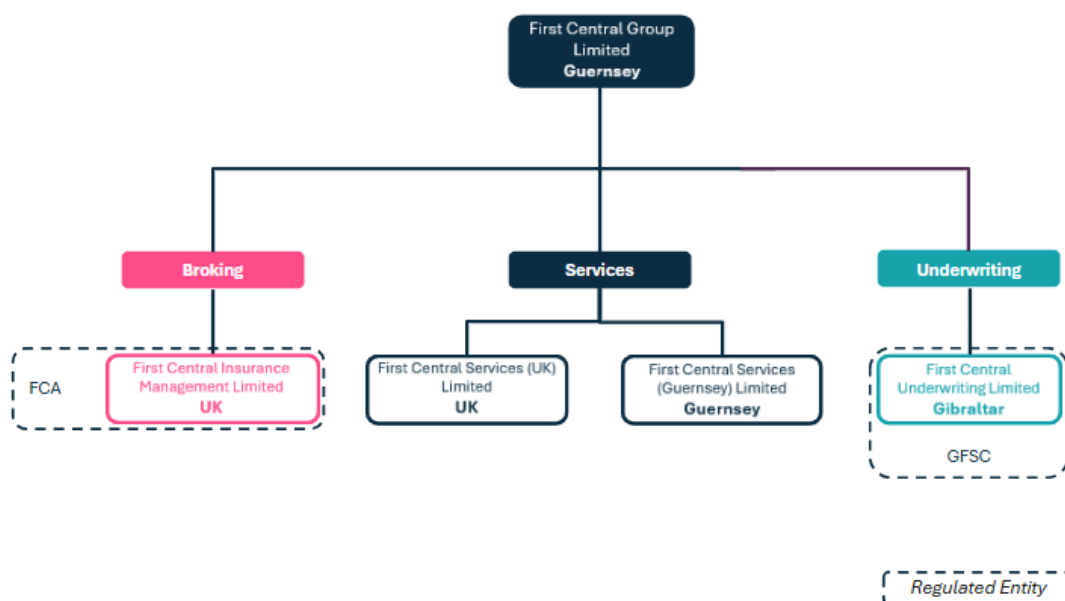 First Central Group
Limited
Guernsey
Broking
Services
Underwriting
FCA
First Central Insurance
Management Limited
UK
First Central Services (UK)
Limited
UK
First Central Services
(Guernsey) Limited
Guernsey
First Central
Underwriting Limited
Gibraltar
GFSC
Regulated Entity